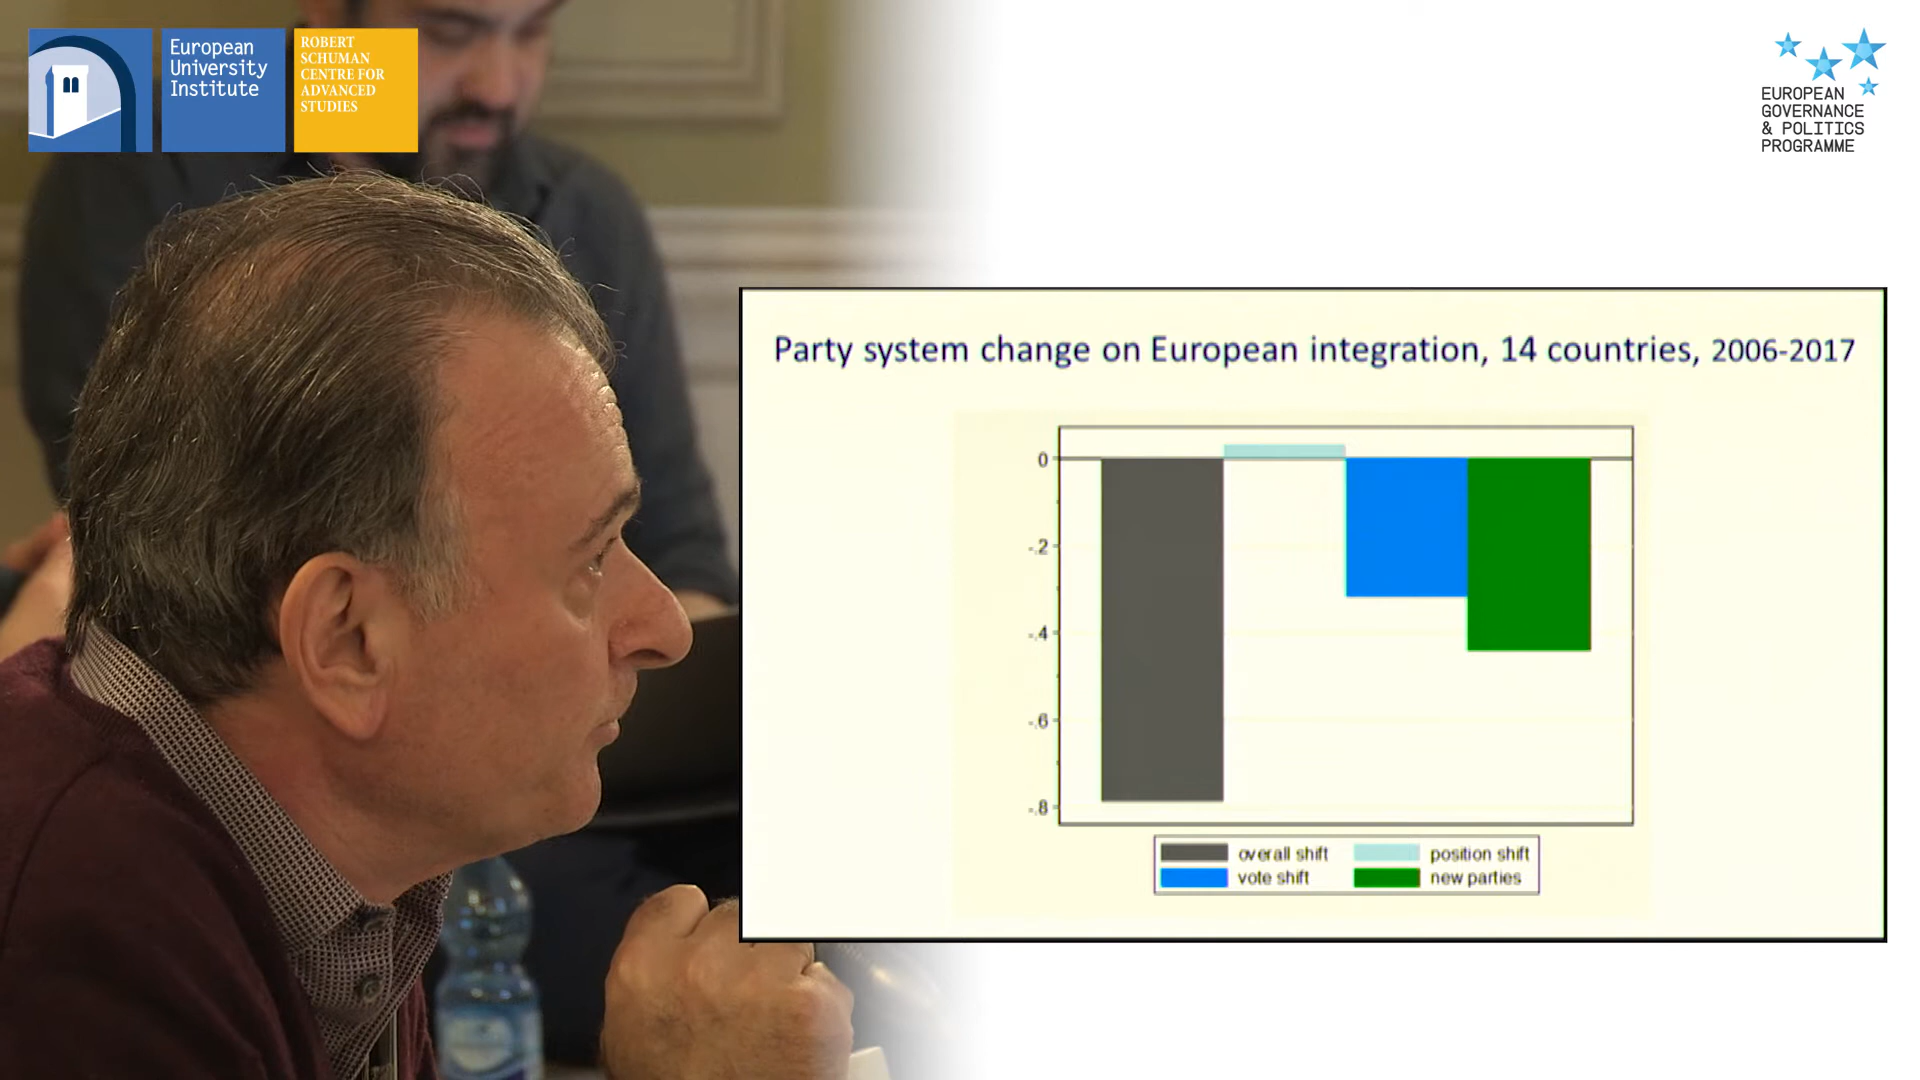 European
University
Institute
ROBERT
SCHUMAN
CENTRE FOR
ADVANCED
STUDIES
EUROPEAN
GOVERNANCE
& POLITICS
PROGRAMME
Party system change on European integration, 14 countries, 2006-2017
0
-.2
-.4
-.6
-.8
overall shift
position shift
vote shift
new parties